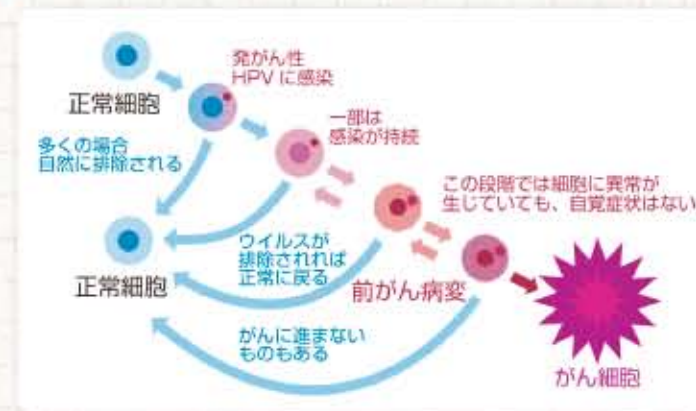 発がん性
HPVに感染
正常細胞
一部は
感染が持続
多くの場合
自然に排除される
この段階では細胞に異常が
生じていても、自覚症状はない
ウイルスが
排除されれば
正常に戻る
正常細胞
前がん病変
がんに進まない
ものもある
がん細胞